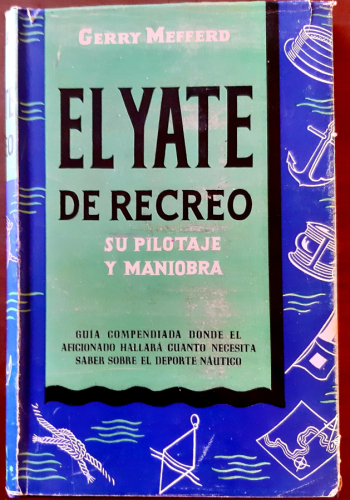 GERRY MEFFERD
EL YATE
DE RECREO
SU PILOTAJE
Y MANIOBRA
GUIA COMPENDIADA DONDE EL
AFICIONADO HALLARÁ CUANTO NECESITA
SABER SOBRE EL DEPORTE NÁUTICO